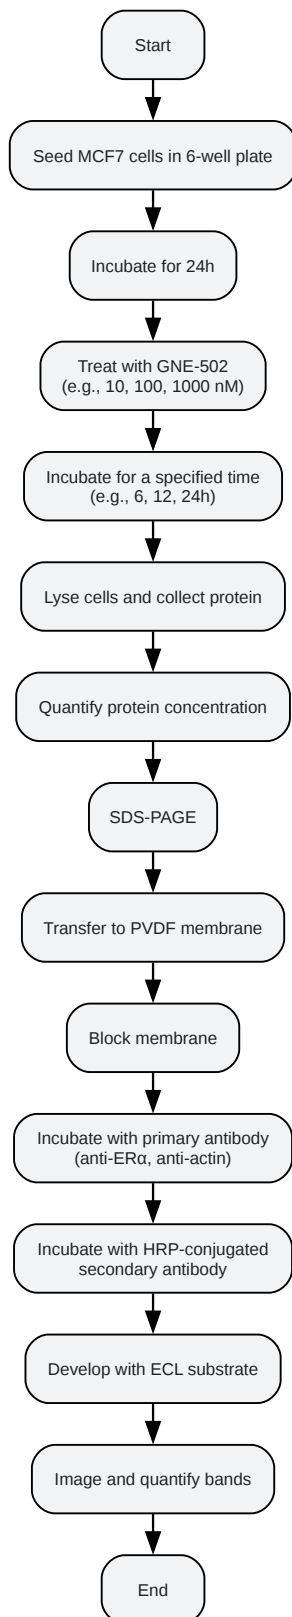 Start
Seed MCF7 cells in 6-well plate
Incubate for 24h
Treat with GNE-502
(e.g., 10, 100, 1000 nM)
Incubate for a specified time
(e.g., 6, 12, 24h)
Lyse cells and collect protein
Quantify protein concentration
SDS-PAGE
Transfer to PVDF membrane
Block membrane
Incubate with primary antibody
(anti-ERα, anti-actin)
Incubate with HRP-conjugated
secondary antibody
Develop with ECL substrate
Image and quantify bands
End